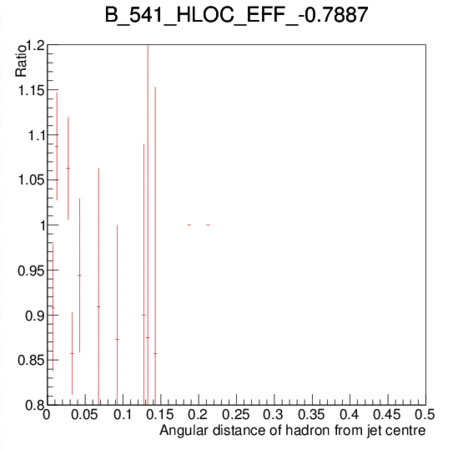 B_541_HLOC_EFF_-0.7887
Ratio
1.2
1.15
1.1
1.05
1
0.95
0.9
0.85
0.8
0 0.05 0.1 0.15 0.2 0.25 0.3 0.35 0.4 0.45 0.5
Angular distance of hadron from jet centre